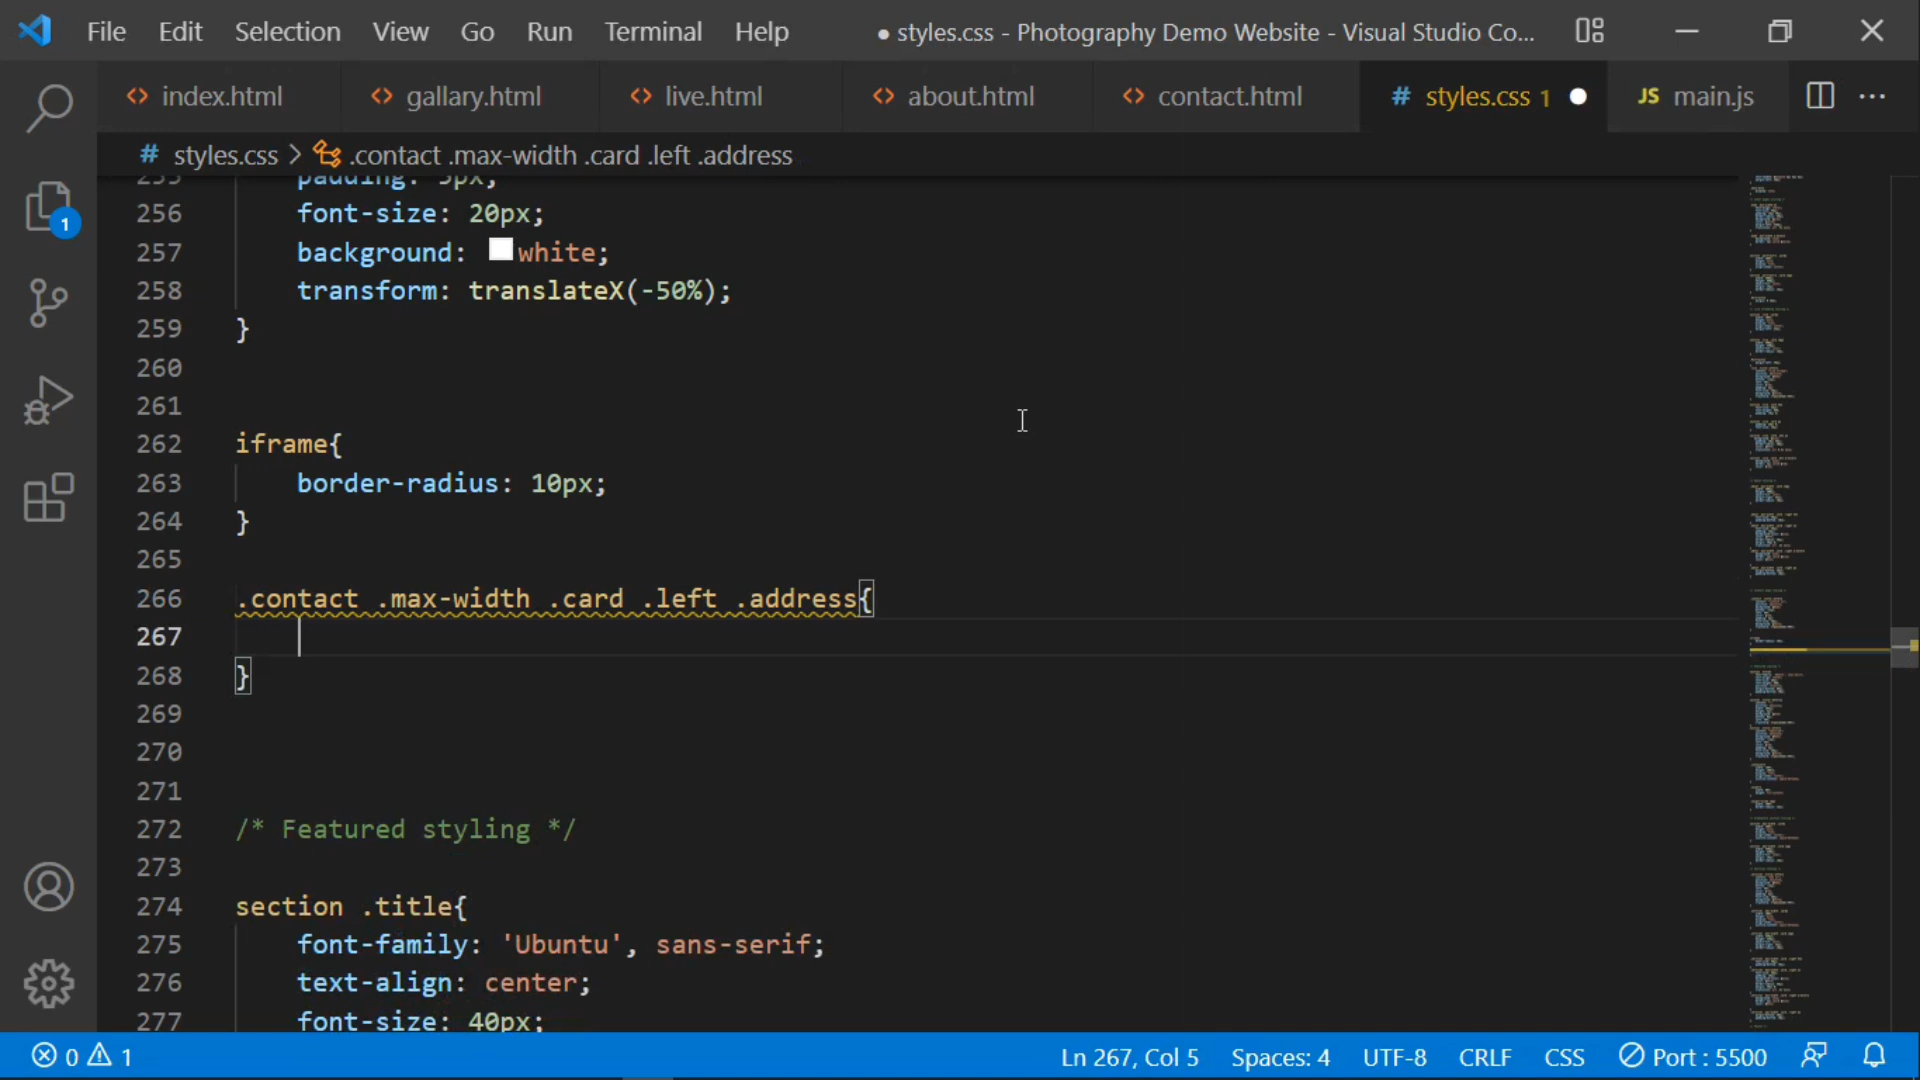 File Edit Selection View Go Run Terminal Help ● styles.css - Photography Demo Website - Visual Studio Co...
index.html gallary.html live.html about.html contact.html # styles.css 1 ● JS main.js ...
# styles.css > .contact .max-width .card .left .address
255 padding: 5px;
256 font-size: 20px;
257 background: white;
258 transform: translateX(-50%);
259 }
260
261
262 iframe{
263 border-radius: 10px;
264 }
265
266 .contact .max-width .card .left .address{
267
268 }
269
270
271
272 /* Featured styling */
273
274 section .title{
275 font-family: 'Ubuntu', sans-serif;
276 text-align: center;
277 font-size: 40px;
1
0 1 Ln 267, Col 5 Spaces: 4 UTF-8 CRLF CSS Port : 5500